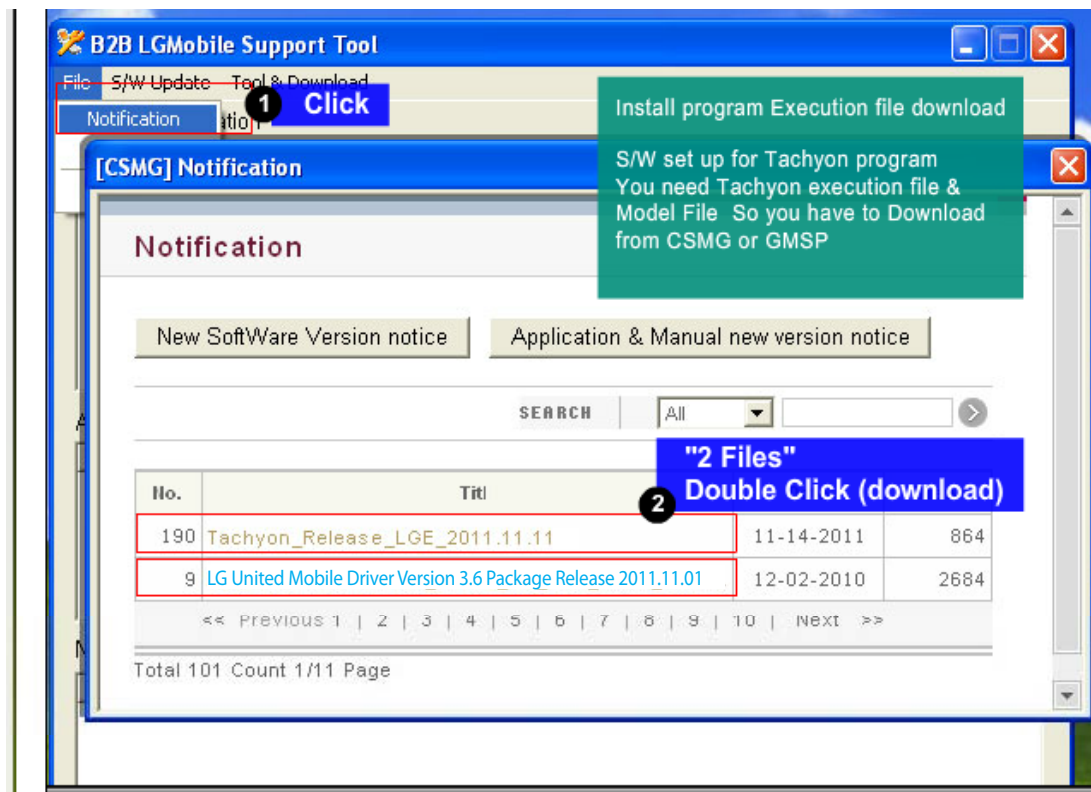 B2B LGMobile Support Tool
File S/W Update Tool & Download
Notification
1 Click
Install program Execution file download
S/W set up for Tachyon program
You need Tachyon execution file &
Model File So you have to Download
from CSMG or GMSP
[CSMG] Notification
Notification
New SoftWare Version notice Application & Manual new version notice
SEARCH All
"2 Files"
2 Double Click (download)
No. Titl
190 Tachyon_Release_LGE_2011.11.11 11-14-2011 864
9 LG United Mobile Driver Version 3.6 Package Release 2011.11.01 12-02-2010 2684
<< Previous 1 | 2 | 3 | 4 | 5 | 6 | 7 | 8 | 9 | 10 | Next >>
Total 101 Count 1/11 Page